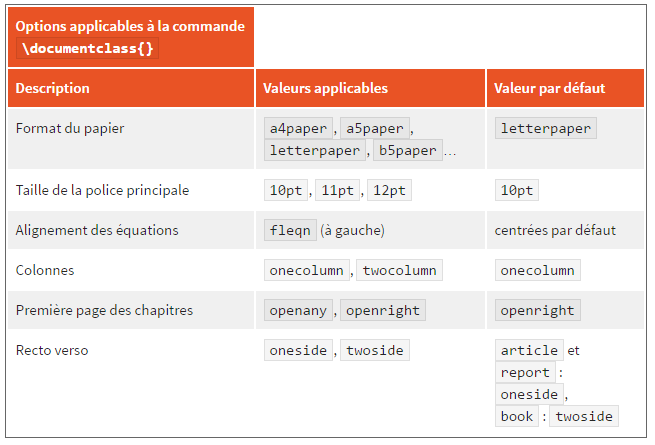 Options applicables à la commande
\documentclass{}
Description Valeurs applicables Valeur par défaut
Format du papier a4paper , a5paper , letterpaper
letterpaper , b5paper ...
Taille de la police principale 10pt , 11pt , 12pt 10pt
Alignement des équations fleqn (à gauche) centrées par défaut
Colonnes onecolumn , twocolumn onecolumn
Première page des chapitres openany , openright openright
Recto verso oneside , twoside article et
report :
oneside ,
book : twoside